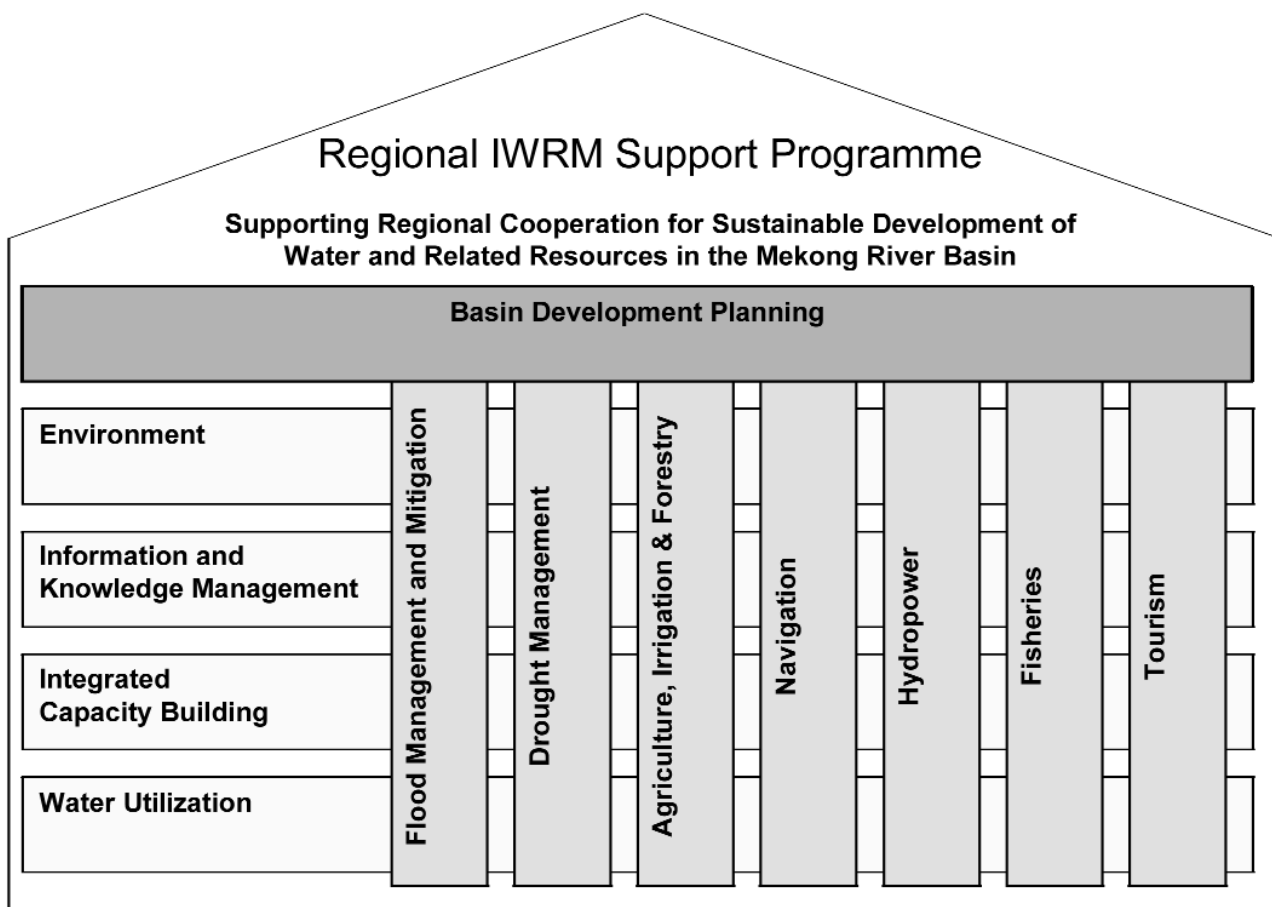 Regional IWRM Support Programme
Supporting Regional Cooperation for Sustainable Development of
Water and Related Resources in the Mekong River Basin
Basin Development Planning
Environment
Information and
Knowledge Management
Integrated
Capacity Building
Water Utilization
Flood Management and Mitigation
Drought Management
Agriculture, Irrigation & Forestry
Navigation
Hydropower
Fisheries
Tourism